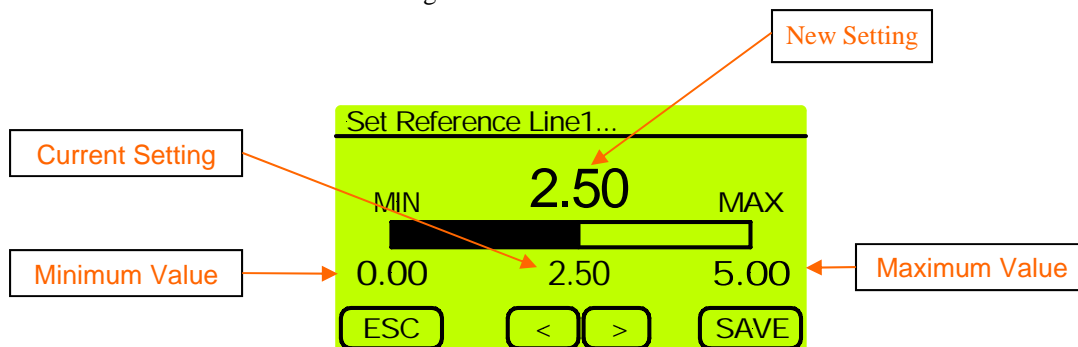 New Setting
Set Reference Line1...
Current Setting
2.50
MIN
MAX
Minimum Value
0.00
2.50
5.00
Maximum Value
ESC
<
>
SAVE